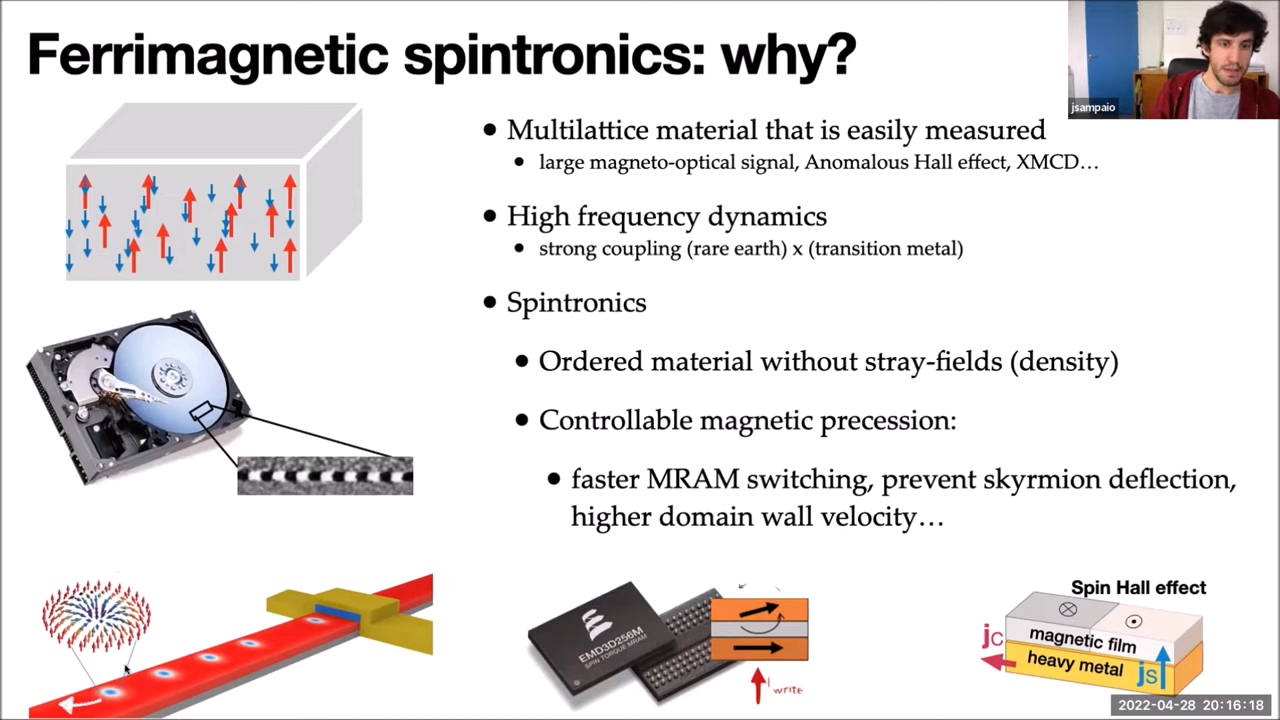 Ferrimagnetic spintronics: why?
jsampaio
• Multilattice material that is easily measured
• large magneto-optical signal, Anomalous Hall effect, XMCD…
• High frequency dynamics
• strong coupling (rare earth) x (transition metal)
• Spintronics
• Ordered material without stray-fields (density)
• Controllable magnetic precession:
• faster MRAM switching, prevent skyrmion deflection,
higher domain wall velocity…
EMD3D256M
SPIN TORQUE MRAM
I write
Spin Hall effect
magnetic film
heavy metal
jc
js
2022-04-28 20:16:18